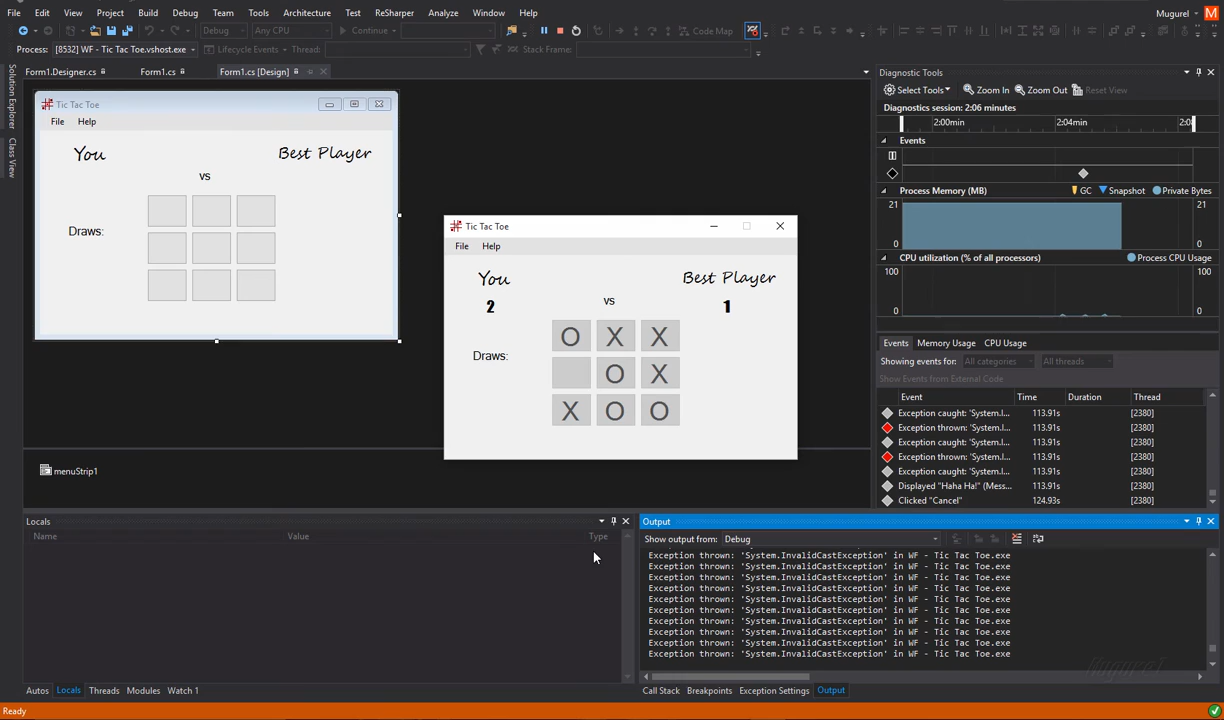 File Edit View Project Build Debug Team Tools Architecture Test ReSharper Analyze Window Help Mugurel M
Debug Any CPU Continue Code Map
Process: [8532] WF - Tic Tac Toe.vshost.exe Lifecycle Events Thread: Stack Frame:
Solution Explorer
Class View
Form1.Designer.cs Form1.cs Form1.cs [Design]
Tic Tac Toe
File Help
You Best Player
vs
Draws:
Tic Tac Toe
File Help
You Best Player
2 vs 1
O X X
Draws: O X
X O O
menuStrip1
Diagnostic Tools
Select Tools Zoom In Zoom Out Reset View
Diagnostics session: 2:06 minutes
2:00min 2:04min
Events
Process Memory (MB) GC Snapshot Private Bytes
21 21
0 0
CPU utilization (% of all processors) Process CPU Usage
100 100
0 0
Events Memory Usage CPU Usage
Showing events for: All categories All threads
Show Events from External Code
Event Time Duration Thread
Exception caught: 'System.I... 113.91s [2380]
Exception thrown: 'System.I... 113.91s [2380]
Exception caught: 'System.I... 113.91s [2380]
Exception thrown: 'System.I... 113.91s [2380]
Exception caught: 'System.I... 113.91s [2380]
Displayed "Haha Ha!" (Mess... 113.91s [2380]
Clicked "Cancel" 124.93s [2380]
Locals
Name Value Type
Autos Locals Threads Modules Watch 1
Output
Show output from: Debug
Exception thrown: 'System.InvalidCastException' in WF - Tic Tac Toe.exe
Exception thrown: 'System.InvalidCastException' in WF - Tic Tac Toe.exe
Exception thrown: 'System.InvalidCastException' in WF - Tic Tac Toe.exe
Exception thrown: 'System.InvalidCastException' in WF - Tic Tac Toe.exe
Exception thrown: 'System.InvalidCastException' in WF - Tic Tac Toe.exe
Exception thrown: 'System.InvalidCastException' in WF - Tic Tac Toe.exe
Exception thrown: 'System.InvalidCastException' in WF - Tic Tac Toe.exe
Exception thrown: 'System.InvalidCastException' in WF - Tic Tac Toe.exe
Exception thrown: 'System.InvalidCastException' in WF - Tic Tac Toe.exe
Exception thrown: 'System.InvalidCastException' in WF - Tic Tac Toe.exe
Mugurel
Call Stack Breakpoints Exception Settings Output
Ready